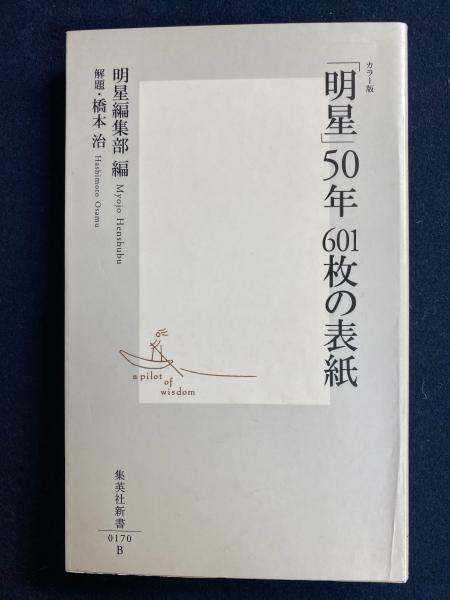 カラー版
「明星」50年 601枚の表紙
明星編集部 編 Myojo Henshubu
解題・橋本 治 Hashimoto Osamu
a pilot
of
wisdom
集英社新書
0170
B